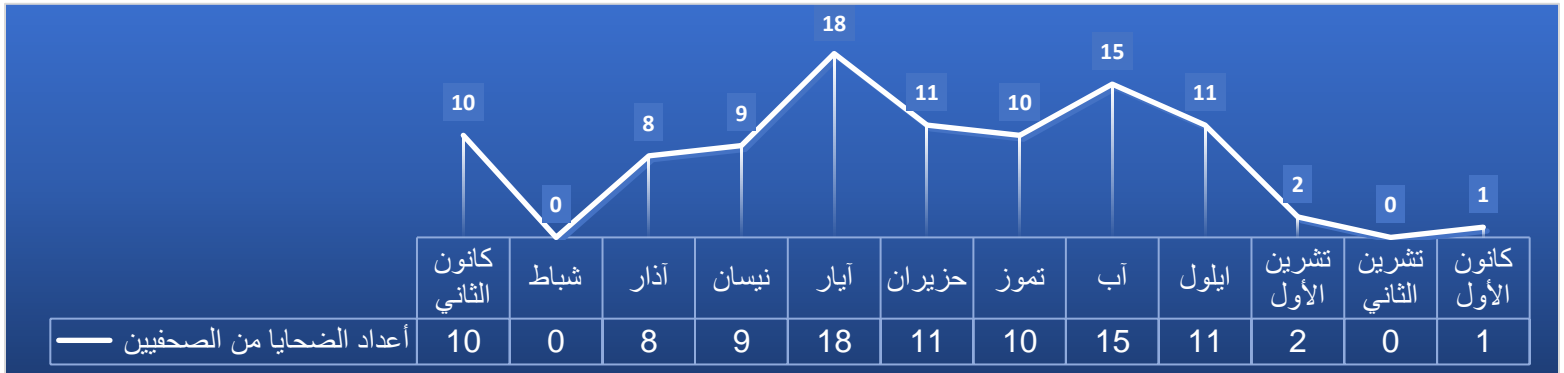 18
15
11
11
10
10
9
8
2
1
0
0
كانون الثاني
شباط
آذار
نيسان
آيار
حزيران
تموز
آب
ايلول
تشرين الأول
تشرين الثاني
كانون الأول
أعداد الضحايا من الصحفيين 10 0 8 9 18 11 10 15 11 2 0 1